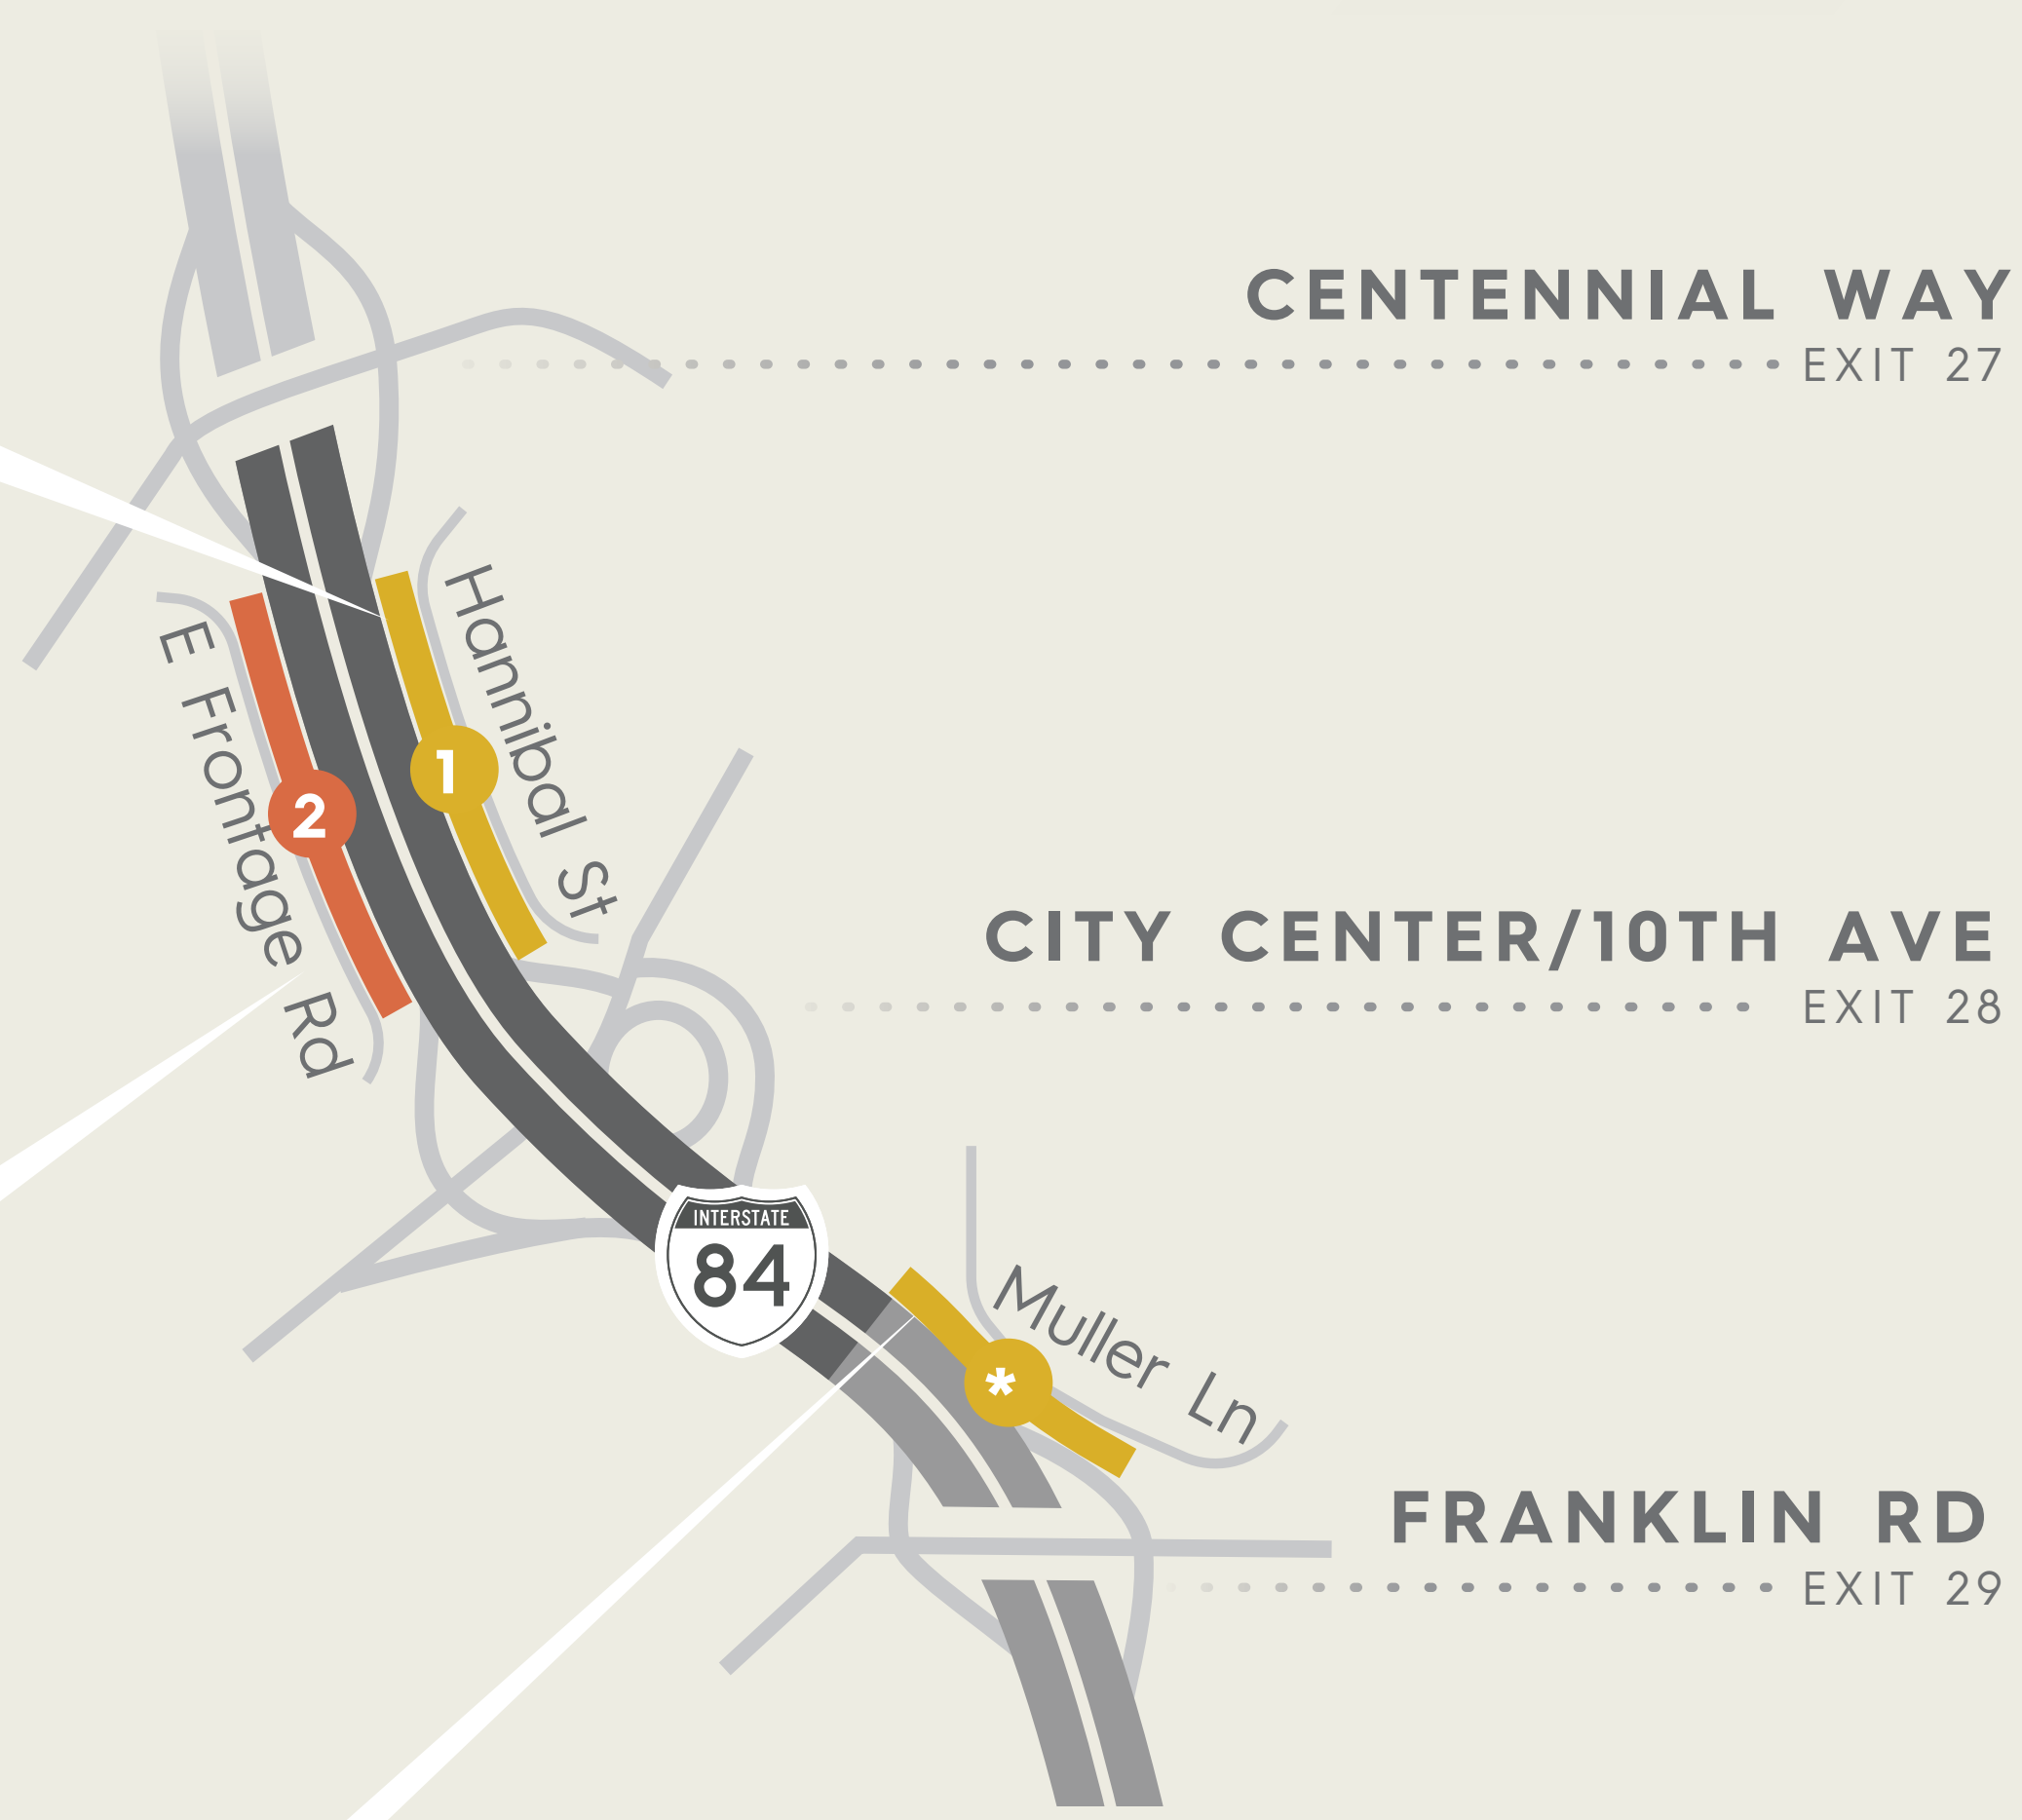 CENTENNIAL WAY
EXIT 27
Hannibal St
E Frontage Rd
1
2
CITY CENTER/10TH AVE
EXIT 28
INTERSTATE
84
Muller Ln
*
FRANKLIN RD
EXIT 29